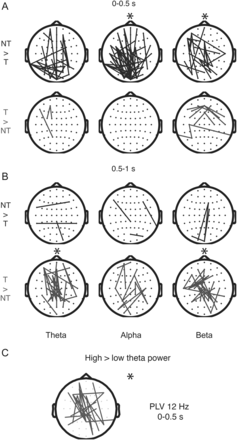 A
0-0.5 s
* *
NT
>
T
T
>
NT
B
0.5-1 s
NT
>
T
* *
T
>
NT
Theta Alpha Beta
C
High > low theta power
*
PLV 12 Hz
0-0.5 s